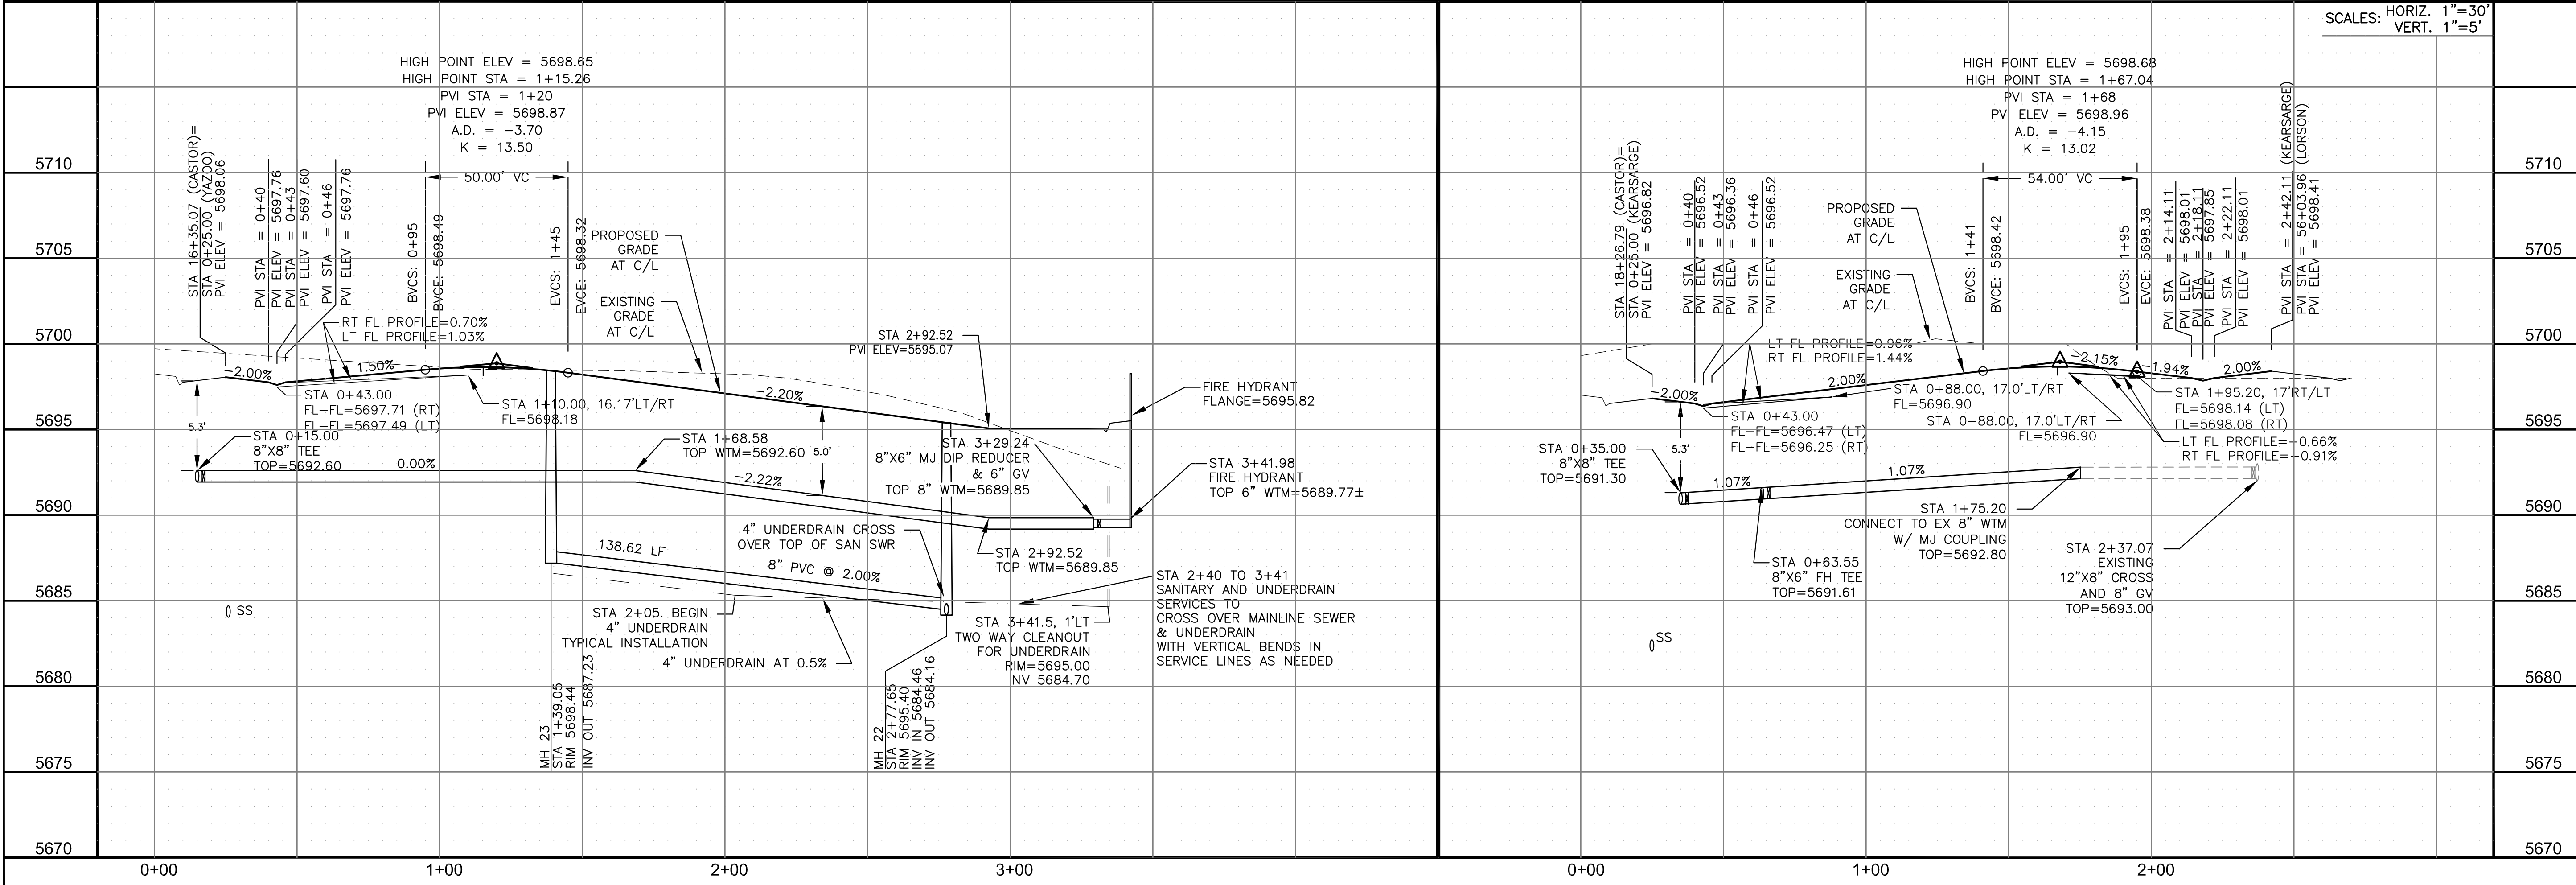 SCALES: HORIZ. 1"=30'
VERT. 1"=5'
HIGH POINT ELEV = 5698.65
HIGH POINT STA = 1+15.26
PVI STA = 1+20
PVI ELEV = 5698.87
A.D. = -3.70
K = 13.50
50.00' VC
STA 16+35.07 (CASTOR)=
STA 0+25.00 (YAZOO)
PVI ELEV = 5698.06
PVI STA = 0+40
PVI ELEV = 5697.76
PVI STA = 0+43
PVI ELEV = 5697.60
PVI STA = 0+46
PVI ELEV = 5697.76
BVCS: 0+95
BVCE: 5698.49
EVCS: 1+45
EVCE: 5698.32
PROPOSED
GRADE
AT C/L
EXISTING
GRADE
AT C/L
RT FL PROFILE=0.70%
LT FL PROFILE=1.03%
STA 2+92.52
PVI ELEV=5695.07
-2.00%
1.50%
-2.20%
STA 0+43.00
FL-FL=5697.71 (RT)
FL-FL=5697.49 (LT)
STA 1+10.00, 16.17'LT/RT
FL=5698.18
FIRE HYDRANT
FLANGE=5695.82
5.3'
STA 0+15.00
8"X8" TEE
TOP=5692.60
0.00%
STA 1+68.58
TOP WTM=5692.60
5.0'
-2.22%
STA 3+29.24
8"X6" MJ DIP REDUCER
& 6" GV
TOP 8" WTM=5689.85
STA 3+41.98
FIRE HYDRANT
TOP 6" WTM=5689.77±
4" UNDERDRAIN CROSS
OVER TOP OF SAN SWR
138.62 LF
8" PVC @ 2.00%
STA 2+92.52
TOP WTM=5689.85
SS
STA 2+05. BEGIN
4" UNDERDRAIN
TYPICAL INSTALLATION
4" UNDERDRAIN AT 0.5%
STA 3+41.5, 1'LT
TWO WAY CLEANOUT
FOR UNDERDRAIN
RIM=5695.00
NV 5684.70
STA 2+40 TO 3+41
SANITARY AND UNDERDRAIN
SERVICES TO
CROSS OVER MAINLINE SEWER
& UNDERDRAIN
WITH VERTICAL BENDS IN
SERVICE LINES AS NEEDED
MH 23
STA 1+39.05
RIM 5698.44
INV OUT 5687.23
MH 22
STA 2+77.65
RIM 5695.40
INV IN 5684.46
INV OUT 5684.16
5710
5705
5700
5695
5690
5685
5680
5675
5670
0+00
1+00
2+00
3+00
HIGH POINT ELEV = 5698.68
HIGH POINT STA = 1+67.04
PVI STA = 1+68
PVI ELEV = 5698.96
A.D. = -4.15
K = 13.02
54.00' VC
STA 18+26.79 (CASTOR)=
STA 0+25.00 (KEARSARGE)
PVI ELEV = 5696.82
PVI STA = 0+40
PVI ELEV = 5696.52
PVI STA = 0+43
PVI ELEV = 5696.36
PVI STA = 0+46
PVI ELEV = 5696.52
PROPOSED
GRADE
AT C/L
EXISTING
GRADE
AT C/L
BVCS: 1+41
BVCE: 5698.42
EVCS: 1+95
EVCE: 5698.38
PVI STA = 2+14.11
PVI ELEV = 5698.01
PVI STA = 2+18.11
PVI ELEV = 5697.85
PVI STA = 2+22.11
PVI ELEV = 5698.01
PVI STA = 2+42.11 (KEARSARGE)
PVI STA = 56+03.96 (LORSON)
PVI ELEV = 5698.41
LT FL PROFILE=0.96%
RT FL PROFILE=1.44%
-2.00%
2.00%
-2.15%
-1.94%
2.00%
STA 0+43.00
FL-FL=5696.47 (LT)
FL-FL=5696.25 (RT)
STA 0+88.00, 17.0'LT/RT
FL=5696.90
STA 0+88.00, 17.0'LT/RT
FL=5696.90
STA 1+95.20, 17'RT/LT
FL=5698.14 (LT)
FL=5698.08 (RT)
LT FL PROFILE=-0.66%
RT FL PROFILE=-0.91%
5.3'
STA 0+35.00
8"X8" TEE
TOP=5691.30
1.07%
1.07%
STA 1+75.20
CONNECT TO EX 8" WTM
W/ MJ COUPLING
TOP=5692.80
STA 0+63.55
8"X6" FH TEE
TOP=5691.61
STA 2+37.07
EXISTING
12"X8" CROSS
AND 8" GV
TOP=5693.00
SS
5710
5705
5700
5695
5690
5685
5680
5675
5670
0+00
1+00
2+00